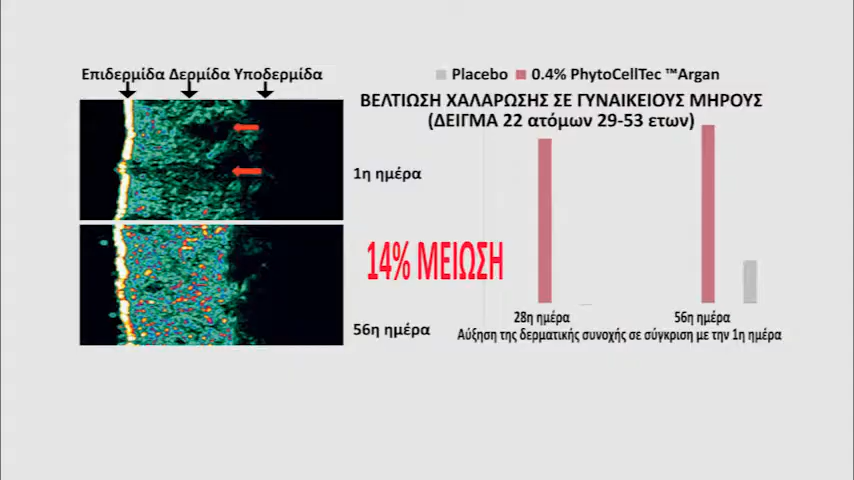 Επιδερμίδα Δερμίδα Υποδερμίδα
Placebo 0.4% PhytoCellTec ™Argan
ΒΕΛΤΙΩΣΗ ΧΑΛΑΡΩΣΗΣ ΣΕ ΓΥΝΑΙΚΕΙΟΥΣ ΜΗΡΟΥΣ
(ΔΕΙΓΜΑ 22 ατόμων 29-53 ετων)
1η ημέρα
14% ΜΕΙΩΣΗ
56η ημέρα
28η ημέρα 56η ημέρα
Αύξηση της δερματικής συνοχής σε σύγκριση με την 1η ημέρα